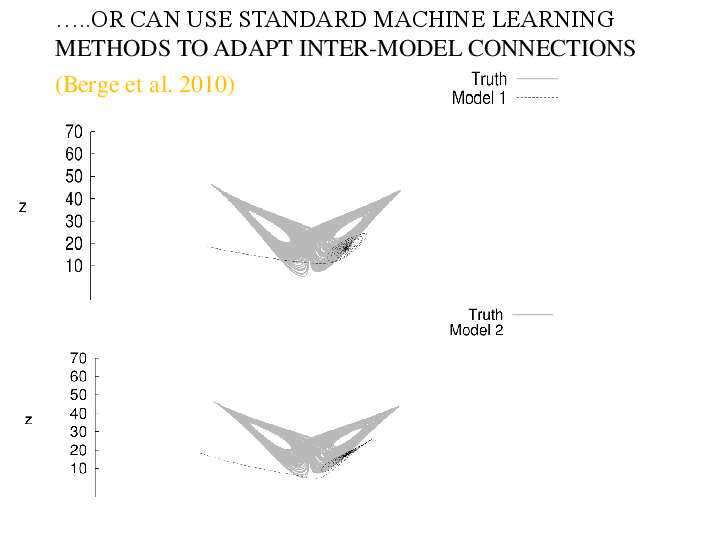 …..OR CAN USE STANDARD MACHINE LEARNING
METHODS TO ADAPT INTER-MODEL CONNECTIONS
(Berge et al. 2010)
Truth
Model 1
70
60
50
40
30
20
10
z
Truth
Model 2
70
60
50
40
30
20
10
z